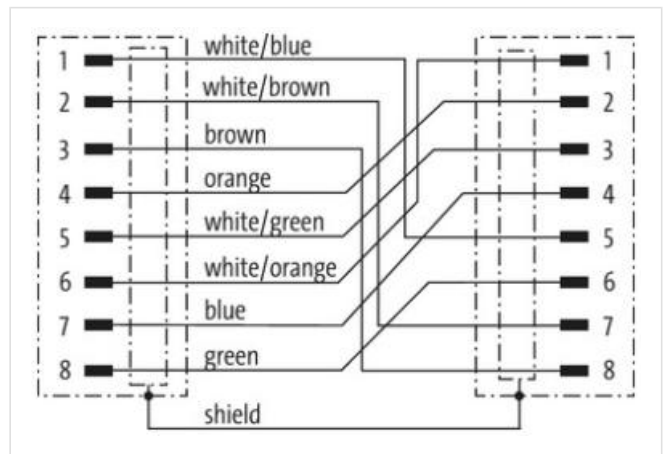 1 white/blue 1
2 white/brown 2
3 brown 3
4 orange 4
5 white/green 5
6 white/orange 6
7 blue 7
8 green 8
shield